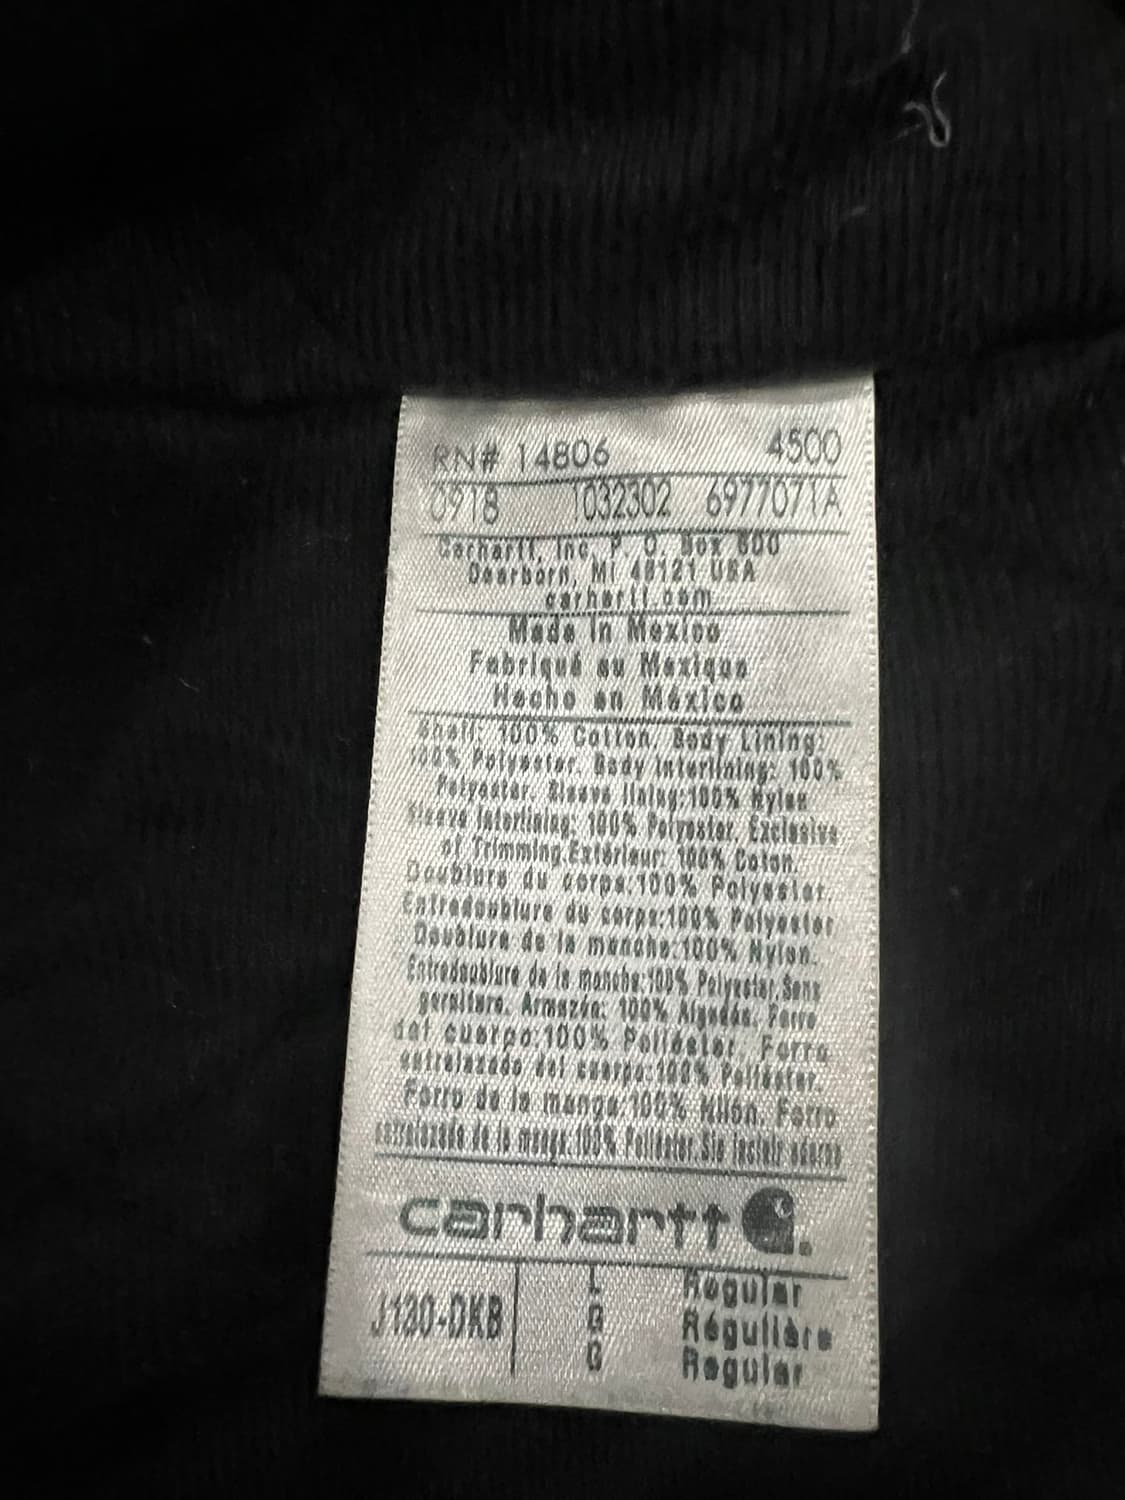 RN# 14806 4500
0918 1032302 6977071A
Carhartt, Inc. P. O. Box 600
Dearborn, MI 48121 USA
carhartt.com
Made in Mexico
Fabriqué au Mexique
Hecho en México
Shell: 100% Cotton. Body Lining:
100% Polyester. Body Interlining: 100%
Polyester. Sleeve lining:100% Nylon
Sleeve Interlining: 100% Polyester. Exclusive
of Trimming.Extérieur: 100% Coton.
Doublure du corps:100% Polyester.
Entredoublure du corps:100% Polyester
Doublure de la manche:100% Nylon.
Entredoublure de la manche:100% Polyester.Sans
garniture. Armazón: 100% Algodón. Forro
del cuerpo:100% Poliéster. Forro
entrelazado del cuerpo:100% Poliéster.
Forro de la manga:100% Nilon. Forro
entrelazado de la manga:100% Poliéster. Sin incluir adorno
carhartt
J130-DKB L Regular
G Régulière
G Regular